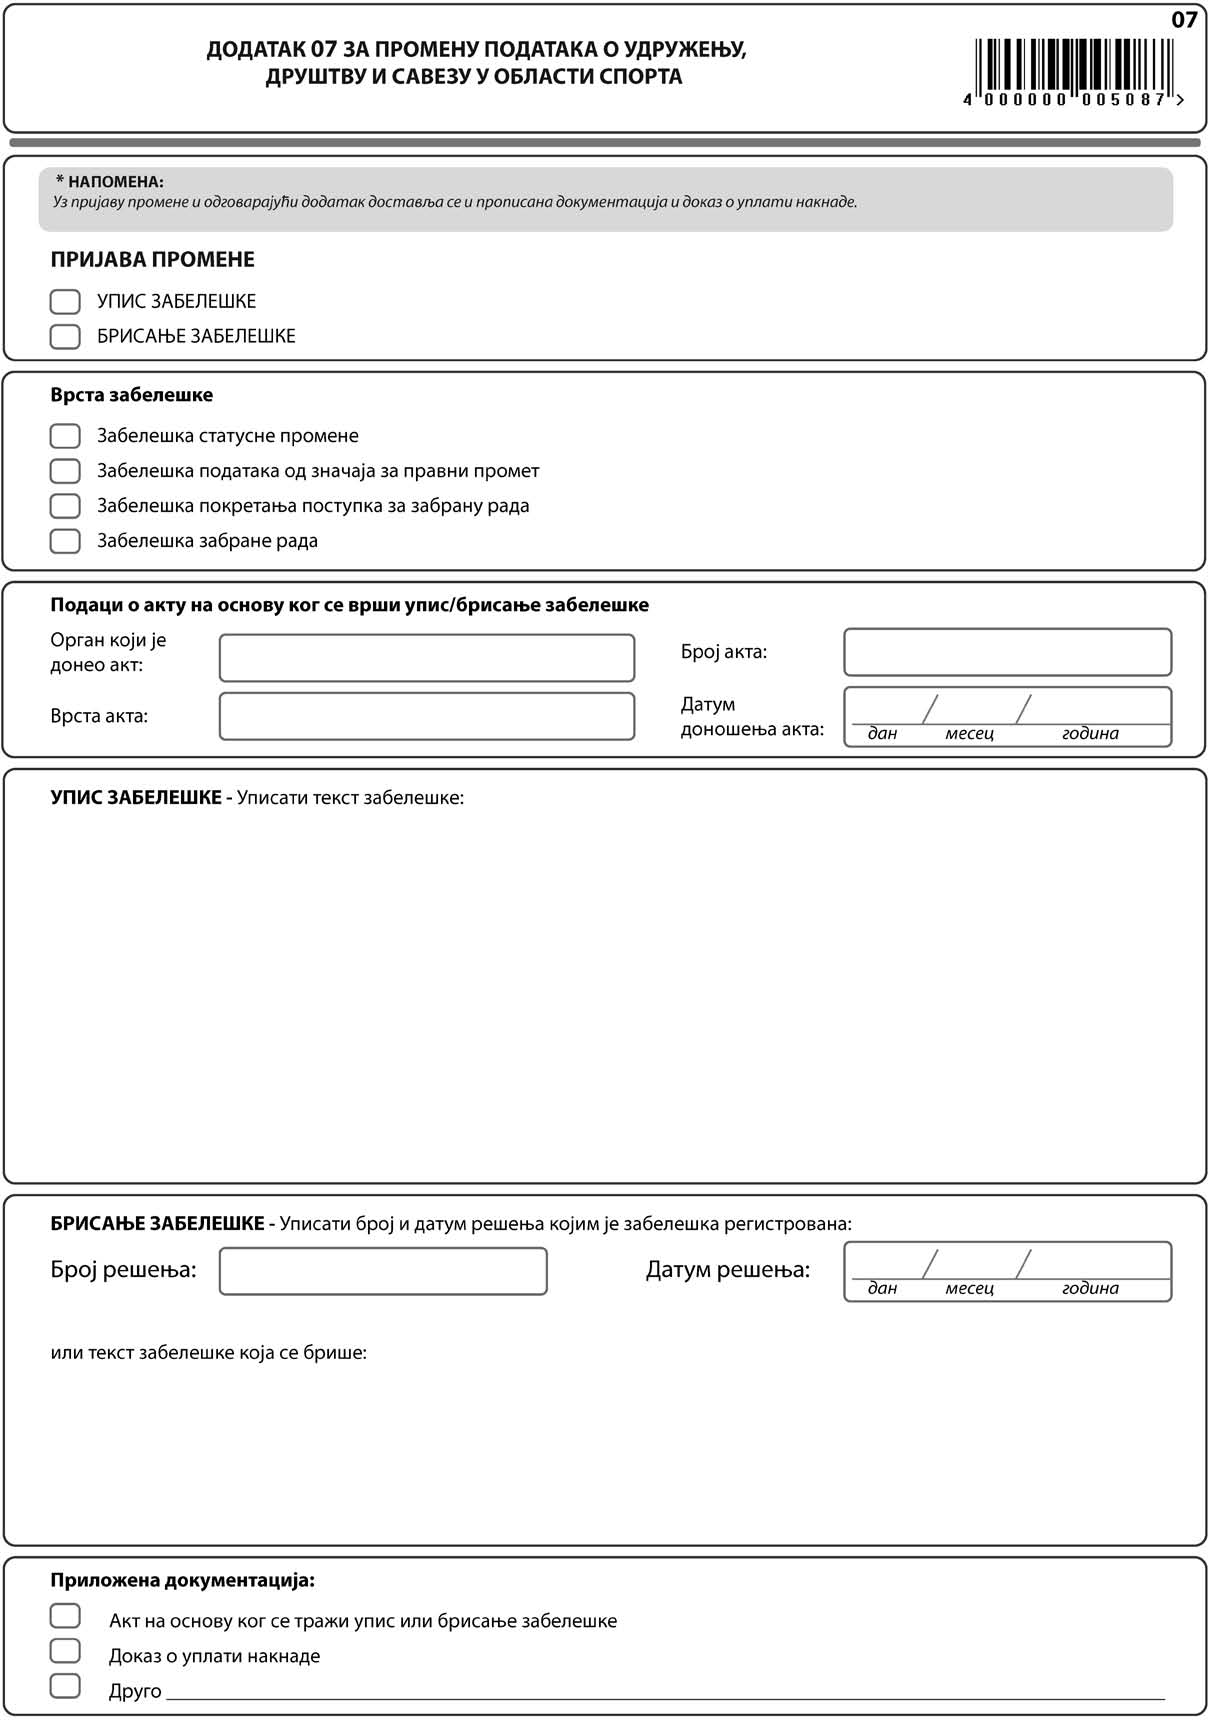 07
ДОДАТАК 07 ЗА ПРОМЕНУ ПОДАТАКА О УДРУЖЕЊУ,
ДРУШТВУ И САВЕЗУ У ОБЛАСТИ СПОРТА
4 000000 005087 >
* НАПОМЕНА:
Уз пријаву промене и одговарајући додатак доставља се и прописана документација и доказ о уплати накнаде.
ПРИЈАВА ПРОМЕНЕ
УПИС ЗАБЕЛЕШКЕ
БРИСАЊЕ ЗАБЕЛЕШКЕ
Врста забелешке
Забелешка статусне промене
Забелешка података од значаја за правни промет
Забелешка покретања поступка за забрану рада
Забелешка забране рада
Подаци о акту на основу ког се врши упис/брисање забелешке
Орган који је
донео акт:
Број акта:
Врста акта:
Датум
доношења акта:
дан месец година
УПИС ЗАБЕЛЕШКЕ - Уписати текст забелешке:
БРИСАЊЕ ЗАБЕЛЕШКЕ - Уписати број и датум решења којим је забелешка регистрована:
Број решења:
Датум решења:
дан месец година
или текст забелешке која се брише:
Приложена документација:
Акт на основу ког се тражи упис или брисање забелешке
Доказ о уплати накнаде
Друго